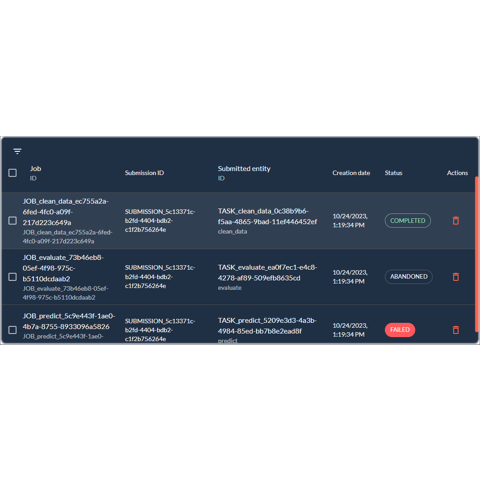 Job
ID
Submission ID
Submitted entity
ID
Creation date
Status
Actions
JOB_clean_data_ec755a2a-
6fed-4fc0-a09f-
217d223c649a
JOB_clean_data_ec755a2a-6fed-
4fc0-a09f-217d223c649a
SUBMISSION_5c13371c-
b2fd-4404-bdb2-
c1f2b756264e
TASK_clean_data_0c38b9b6-
f5aa-4865-9bad-11ef446452ef
clean_data
10/24/2023,
1:19:34 PM
COMPLETED
JOB_evaluate_73b46eb8-
05ef-4f98-975c-
b5110dcdaab2
JOB_evaluate_73b46eb8-05ef-
4f98-975c-b5110dcdaab2
SUBMISSION_5c13371c-
b2fd-4404-bdb2-
c1f2b756264e
TASK_evaluate_ea0f7ec1-e4c8-
4278-af89-509efb8635cd
evaluate
10/24/2023,
1:19:34 PM
ABANDONED
JOB_predict_5c9e443f-1ae0-
4b7a-8755-8933096a5826
JOB_predict_5c9e443f-1ae0-
SUBMISSION_5c13371c-
b2fd-4404-bdb2-
c1f2b756264e
TASK_predict_5209e3d3-4a3b-
4984-85ed-bb7b8e2ead8f
predict
10/24/2023,
1:19:34 PM
FAILED